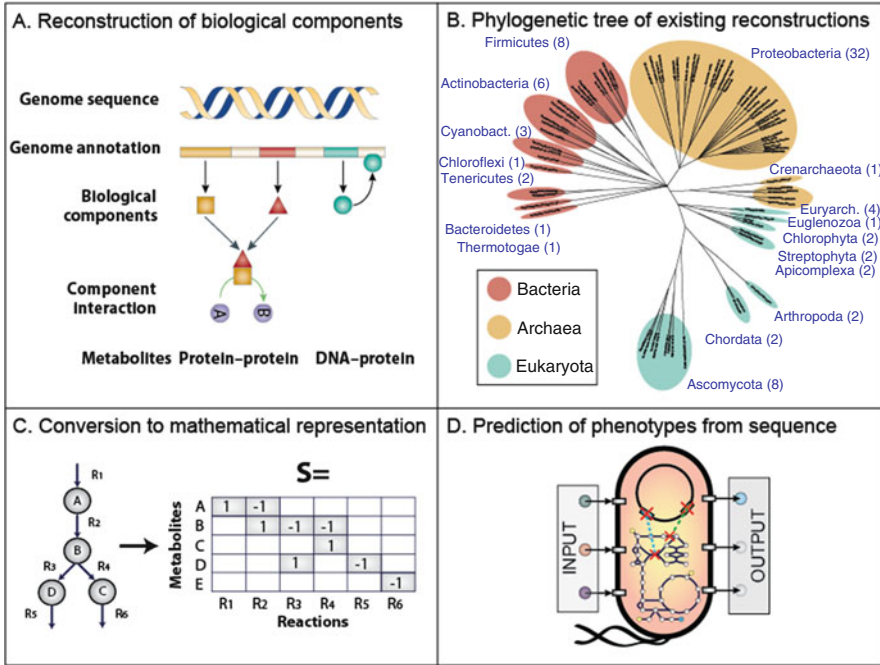 A. Reconstruction of biological components
Genome sequence
Genome annotation
Biological
components
Component
interaction
A
B
Metabolites Protein–protein DNA–protein
B. Phylogenetic tree of existing reconstructions
Firmicutes (8)
Proteobacteria (32)
Actinobacteria (6)
Cyanobact. (3)
Chloroflexi (1)
Tenericutes (2)
Crenarchaeota (1)
Euryarch. (4)
Euglenozoa (1)
Chlorophyta (2)
Streptophyta (2)
Apicomplexa (2)
Bacteroidetes (1)
Thermotogae (1)
Bacteria
Archaea
Eukaryota
Arthropoda (2)
Chordata (2)
Ascomycota (8)
C. Conversion to mathematical representation
R1
A
R2
B
R3 R4
D C
R5 R6
S=
Metabolites
A 1 -1
B 1 -1 -1
C 1
D 1 -1
E -1
R1 R2 R3 R4 R5 R6
Reactions
D. Prediction of phenotypes from sequence
INPUT
OUTPUT